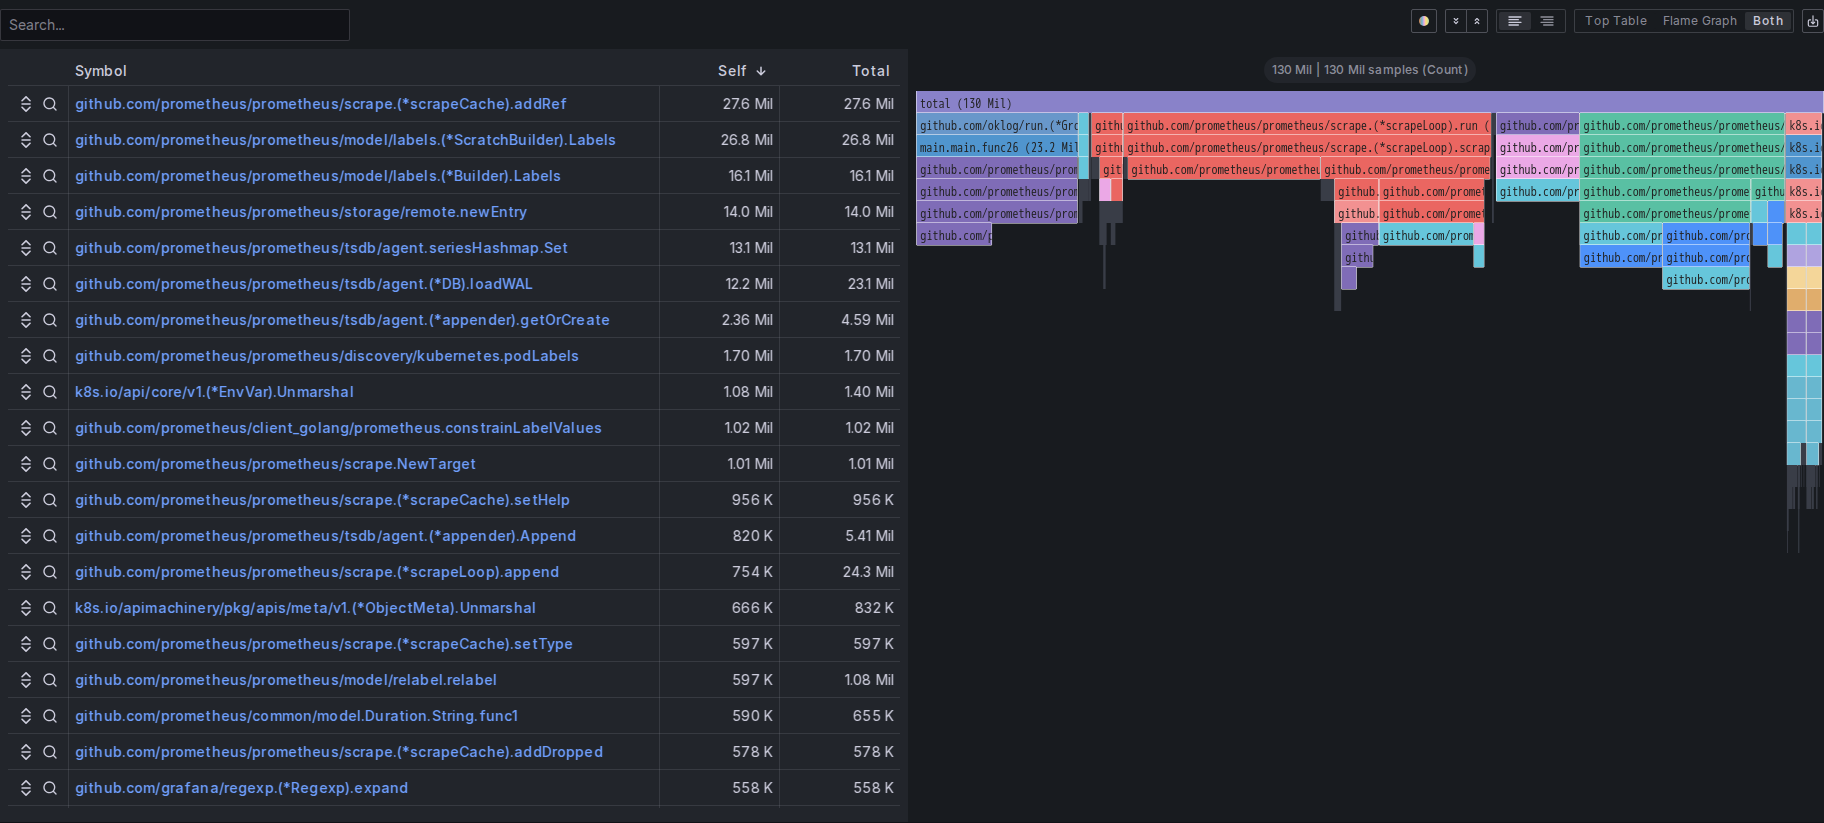 Search...
Top Table Flame Graph Both
Symbol Self Total
github.com/prometheus/prometheus/scrape.(*scrapeCache).addRef 27.6 Mil 27.6 Mil
github.com/prometheus/prometheus/model/labels.(*ScratchBuilder).Labels 26.8 Mil 26.8 Mil
github.com/prometheus/prometheus/model/labels.(*Builder).Labels 16.1 Mil 16.1 Mil
github.com/prometheus/prometheus/storage/remote.newEntry 14.0 Mil 14.0 Mil
github.com/prometheus/prometheus/tsdb/agent.seriesHashmap.Set 13.1 Mil 13.1 Mil
github.com/prometheus/prometheus/tsdb/agent.(*DB).loadWAL 12.2 Mil 23.1 Mil
github.com/prometheus/prometheus/tsdb/agent.(*appender).getOrCreate 2.36 Mil 4.59 Mil
github.com/prometheus/prometheus/discovery/kubernetes.podLabels 1.70 Mil 1.70 Mil
k8s.io/api/core/v1.(*EnvVar).Unmarshal 1.08 Mil 1.40 Mil
github.com/prometheus/client_golang/prometheus.constrainLabelValues 1.02 Mil 1.02 Mil
github.com/prometheus/prometheus/scrape.NewTarget 1.01 Mil 1.01 Mil
github.com/prometheus/prometheus/scrape.(*scrapeCache).setHelp 956 K 956 K
github.com/prometheus/prometheus/tsdb/agent.(*appender).Append 820 K 5.41 Mil
github.com/prometheus/prometheus/scrape.(*scrapeLoop).append 754 K 24.3 Mil
k8s.io/apimachinery/pkg/apis/meta/v1.(*ObjectMeta).Unmarshal 666 K 832 K
github.com/prometheus/prometheus/scrape.(*scrapeCache).setType 597 K 597 K
github.com/prometheus/prometheus/model/relabel.relabel 597 K 1.08 Mil
github.com/prometheus/common/model.Duration.String.func1 590 K 655 K
github.com/prometheus/prometheus/scrape.(*scrapeCache).addDropped 578 K 578 K
github.com/grafana/regexp.(*Regexp).expand 558 K 558 K
130 Mil | 130 Mil samples (Count)
total (130 Mil)
github.com/oklog/run.(*Gro gith github.com/prometheus/prometheus/scrape.(*scrapeLoop).run ( github.com/pr github.com/prometheus/prometheus/ k8s.i
main.main.func26 (23.2 Mil gith github.com/prometheus/prometheus/scrape.(*scrapeLoop).scrap github.com/pr github.com/prometheus/prometheus/ k8s.i
github.com/prometheus/prom git github.com/prometheus/prometheu github.com/prometheus/prome github.com/pr github.com/prometheus/prometheus/ k8s.i
github.com/prometheus/prom github. github.com/promet github.com/pr github.com/prometheus/prome githu k8s.i
github.com/prometheus/prom github. github.com/promet github.com/prometheus/prome k8s.i
github.com/p githu github.com/prom github.com/pr github.com/pro
githu github.com/pr github.com/pro
github.com/pro